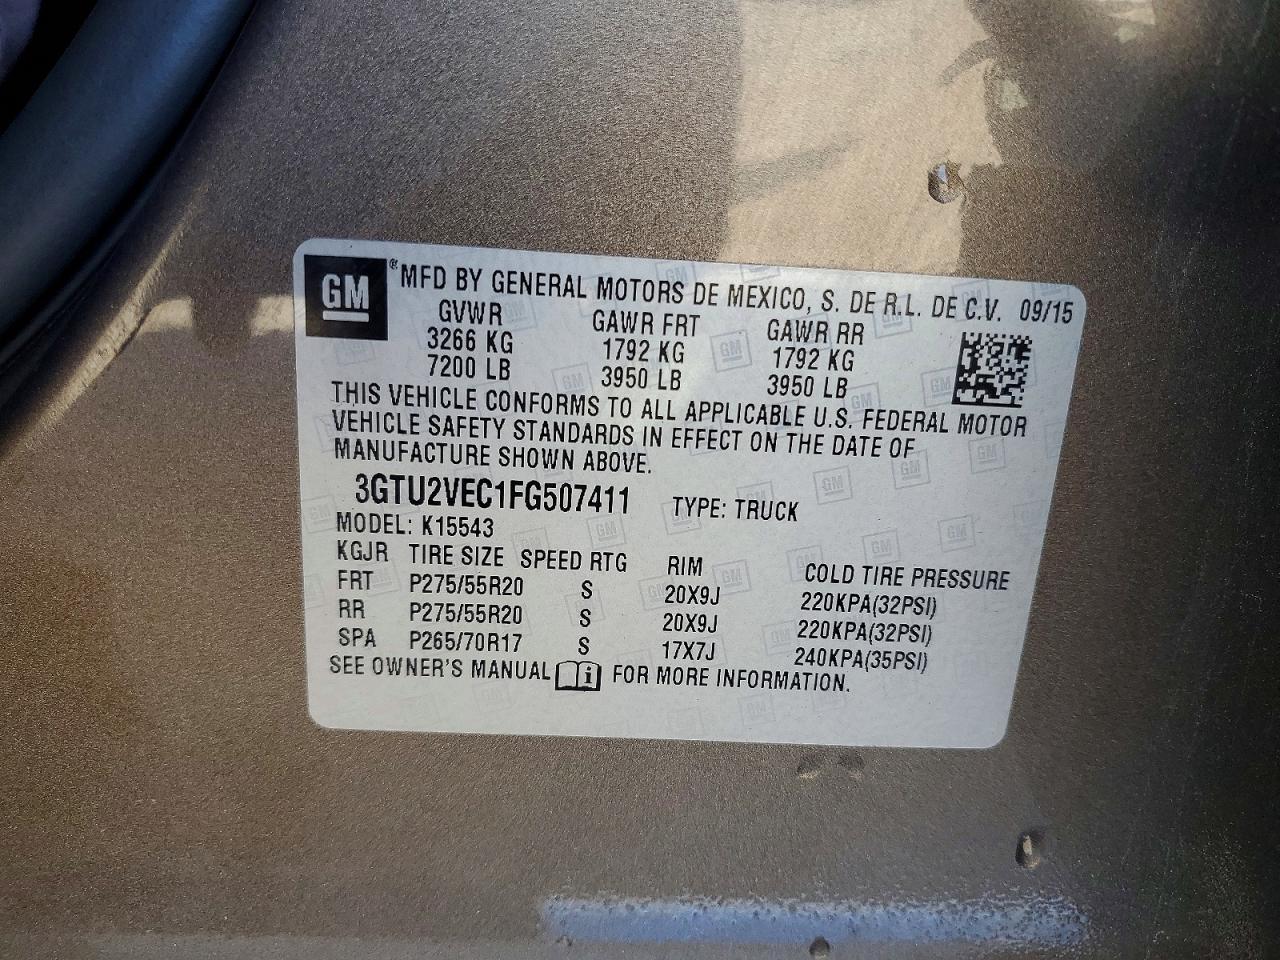 GM® MFD BY GENERAL MOTORS DE MEXICO, S. DE R.L. DE C.V. 09/15
GVWR GAWR FRT GAWR RR
3266 KG 1792 KG 1792 KG
7200 LB 3950 LB 3950 LB
THIS VEHICLE CONFORMS TO ALL APPLICABLE U.S. FEDERAL MOTOR
VEHICLE SAFETY STANDARDS IN EFFECT ON THE DATE OF
MANUFACTURE SHOWN ABOVE.
3GTU2VEC1FG507411 TYPE: TRUCK
MODEL: K15543
KGJR TIRE SIZE SPEED RTG RIM COLD TIRE PRESSURE
FRT P275/55R20 S 20X9J 220KPA(32PSI)
RR P275/55R20 S 20X9J 220KPA(32PSI)
SPA P265/70R17 S 17X7J 240KPA(35PSI)
SEE OWNER'S MANUAL i FOR MORE INFORMATION.